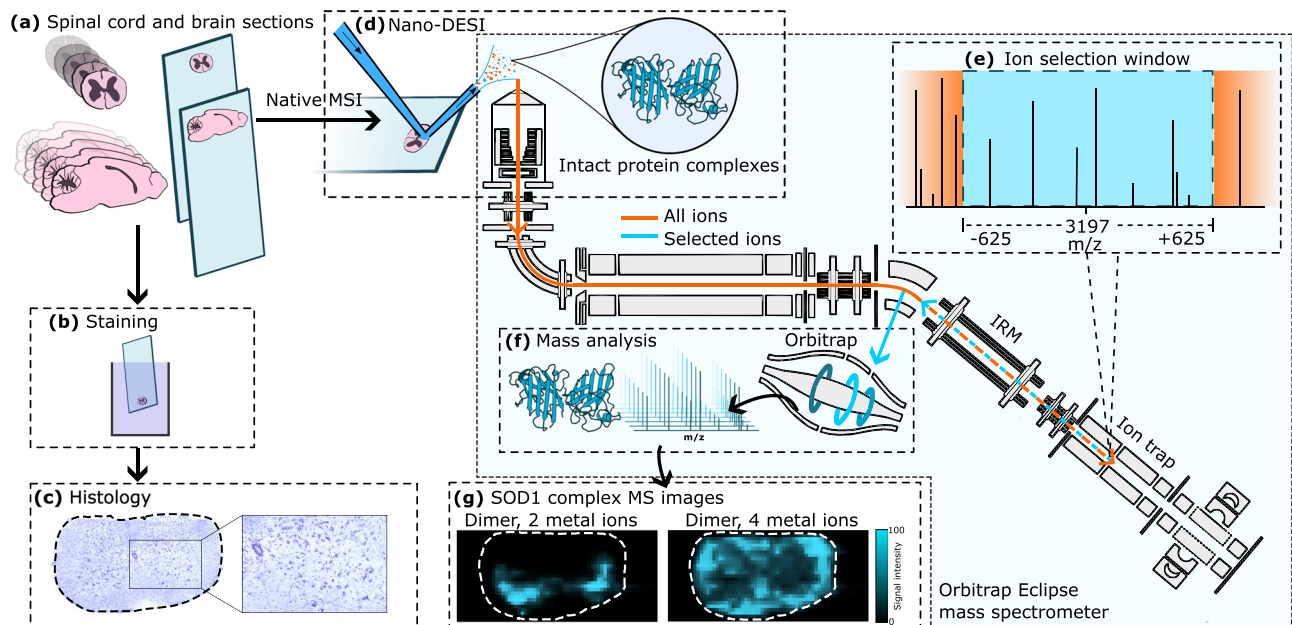 (a) Spinal cord and brain sections
Native MSI
(b) Staining
(c) Histology
(d) Nano-DESI
Intact protein complexes
All ions
Selected ions
(e) Ion selection window
3197
-625
+625
m/z
IRM
Ion trap
(f) Mass analysis
Orbitrap
m/z
(g) SOD1 complex MS images
Dimer, 2 metal ions
Dimer, 4 metal ions
100
Signal intensity
0
Orbitrap Eclipse
mass spectrometer